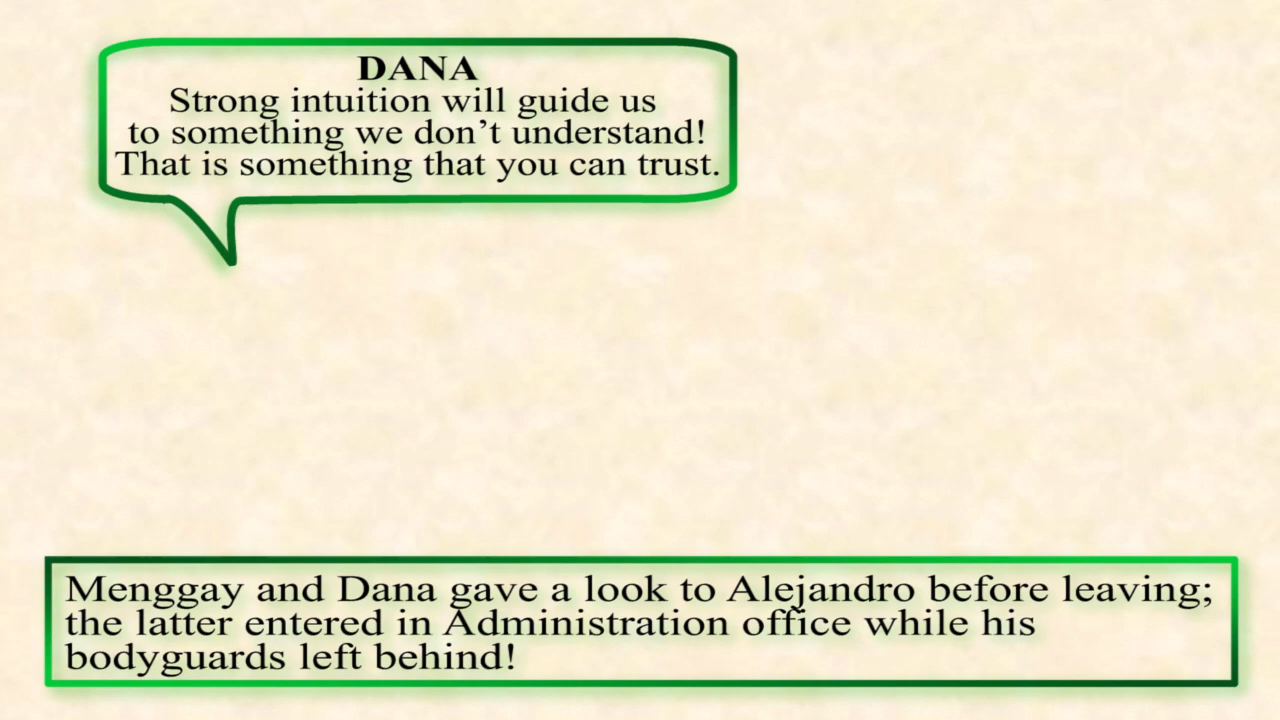 DANA
Strong intuition will guide us
to something we don’t understand!
That is something that you can trust.
Menggay and Dana gave a look to Alejandro before leaving;
the latter entered in Administration office while his
bodyguards left behind!